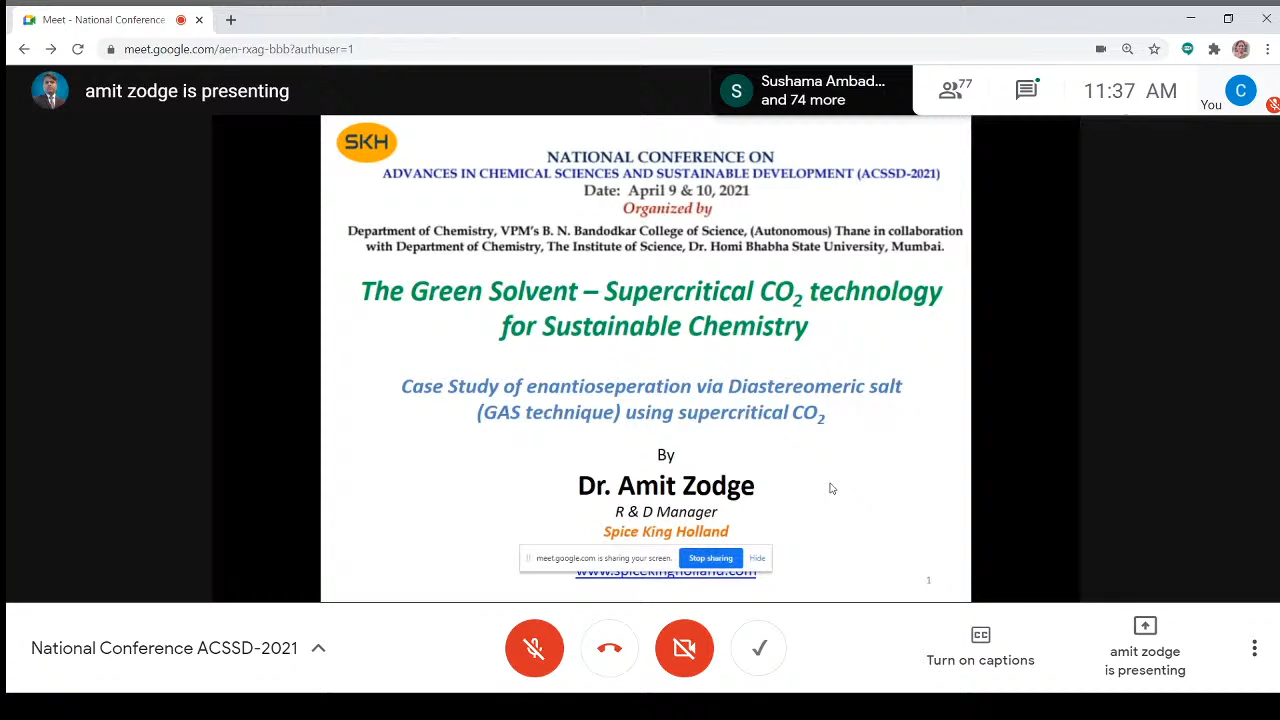 Meet - National Conference
meet.google.com/aen-rxag-bbb?authuser=1
amit zodge is presenting
S
Sushama Ambad...
and 74 more
77
11:37 AM
You
C
SKH
NATIONAL CONFERENCE ON
ADVANCES IN CHEMICAL SCIENCES AND SUSTAINABLE DEVELOPMENT (ACSSD-2021)
Date: April 9 & 10, 2021
Organized by
Department of Chemistry, VPM's B. N. Bandodkar College of Science, (Autonomous) Thane in collaboration
with Department of Chemistry, The Institute of Science, Dr. Homi Bhabha State University, Mumbai.
The Green Solvent – Supercritical CO2 technology
for Sustainable Chemistry
Case Study of enantioseperation via Diastereomeric salt
(GAS technique) using supercritical CO2
By
Dr. Amit Zodge
R & D Manager
Spice King Holland
meet.google.com is sharing your screen. Stop sharing Hide
www.spicekingholland.com
1
National Conference ACSSD-2021
CC
Turn on captions
amit zodge
is presenting